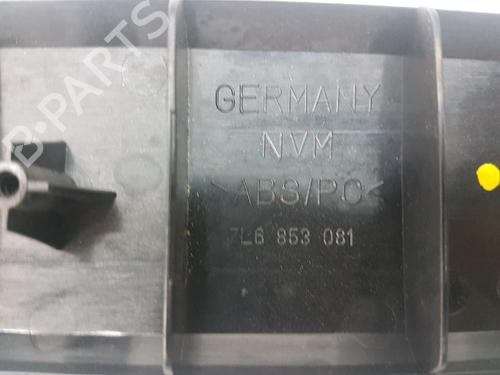 B-PARTS
GERMANY
NVM
>ABS/PC<
7L6 853 081